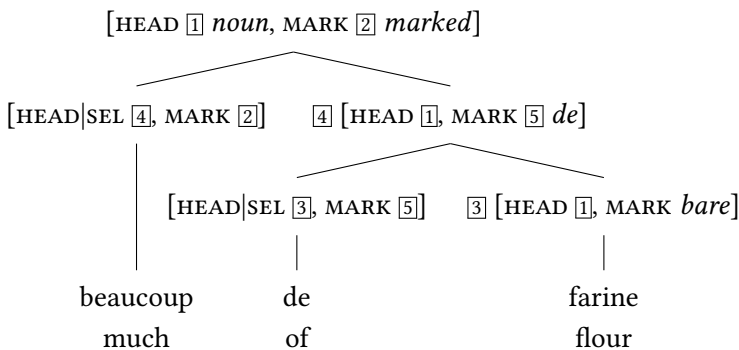 [HEAD 1 noun, MARK 2 marked]
[HEAD|SEL 4, MARK 2] 4 [HEAD 1, MARK 5 de]
[HEAD|SEL 3, MARK 5] 3 [HEAD 1, MARK bare]
beaucoup de farine
much of flour